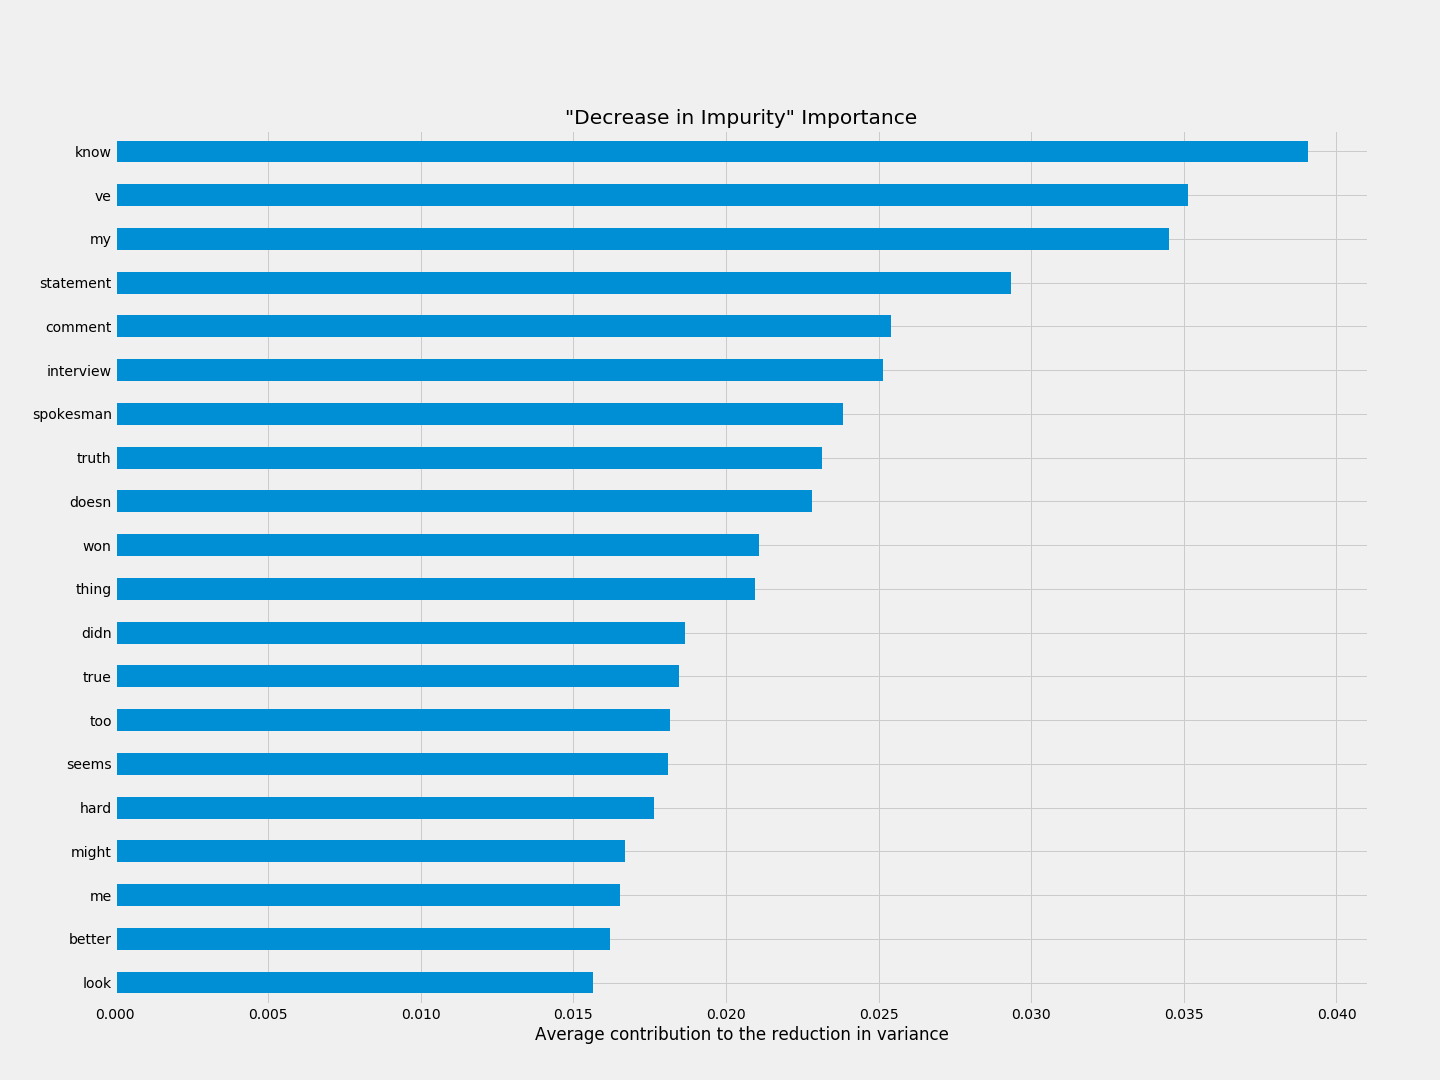 "Decrease in Impurity" Importance
know
ve
my
statement
comment
interview
spokesman
truth
doesn
won
thing
didn
true
too
seems
hard
might
me
better
look
0.000 0.005 0.010 0.015 0.020 0.025 0.030 0.035 0.040
Average contribution to the reduction in variance